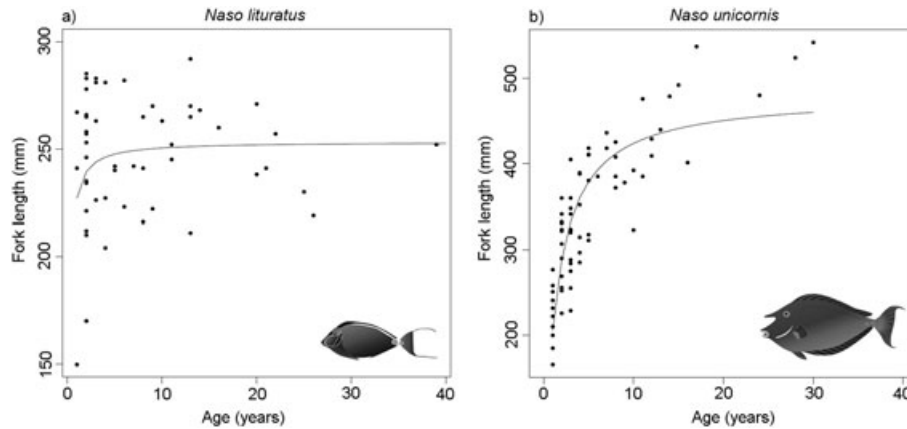 a) Naso lituratus
Fork length (mm)
300
250
200
150
0 10 20 30 40
Age (years)
b) Naso unicornis
Fork length (mm)
500
400
300
200
0 10 20 30 40
Age (years)